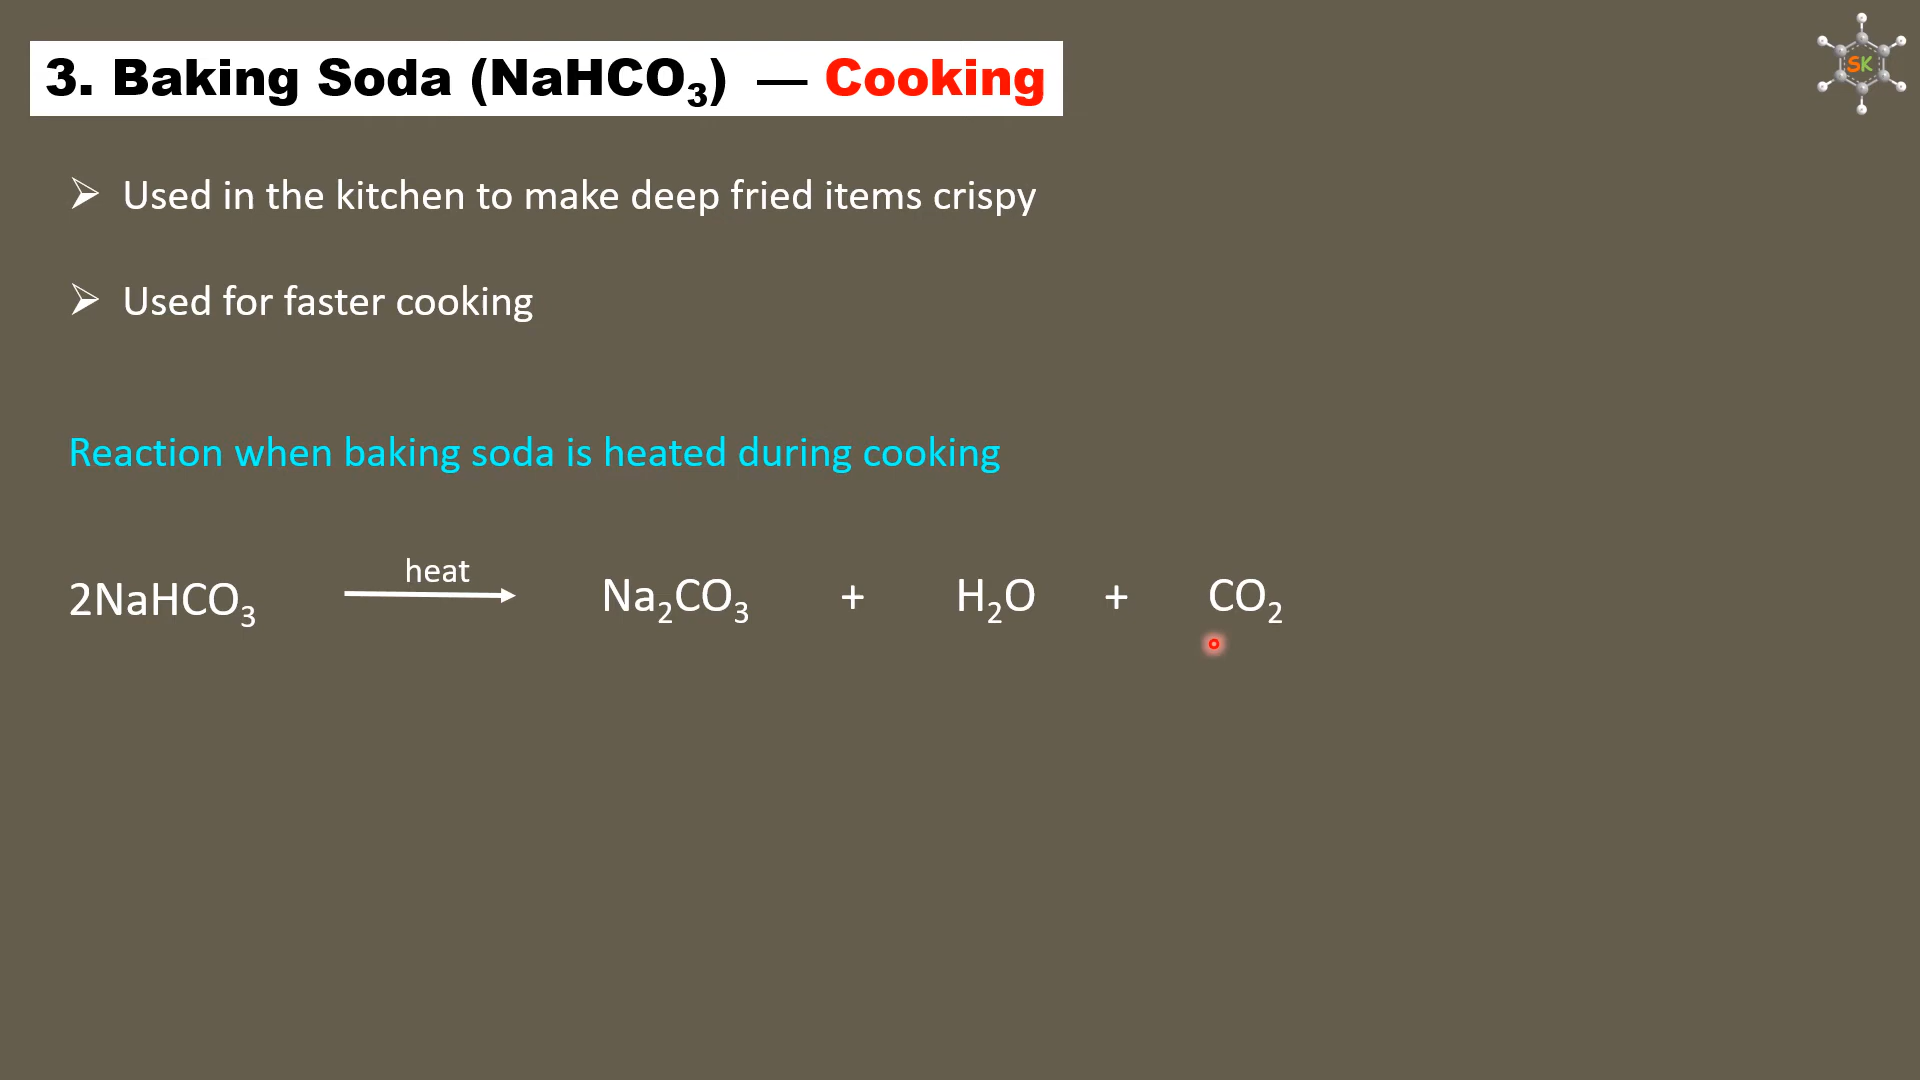 SK
3. Baking Soda (NaHCO₃) — Cooking
➢ Used in the kitchen to make deep fried items crispy
➢ Used for faster cooking
Reaction when baking soda is heated during cooking
heat
2NaHCO₃ → Na₂CO₃ + H₂O + CO₂